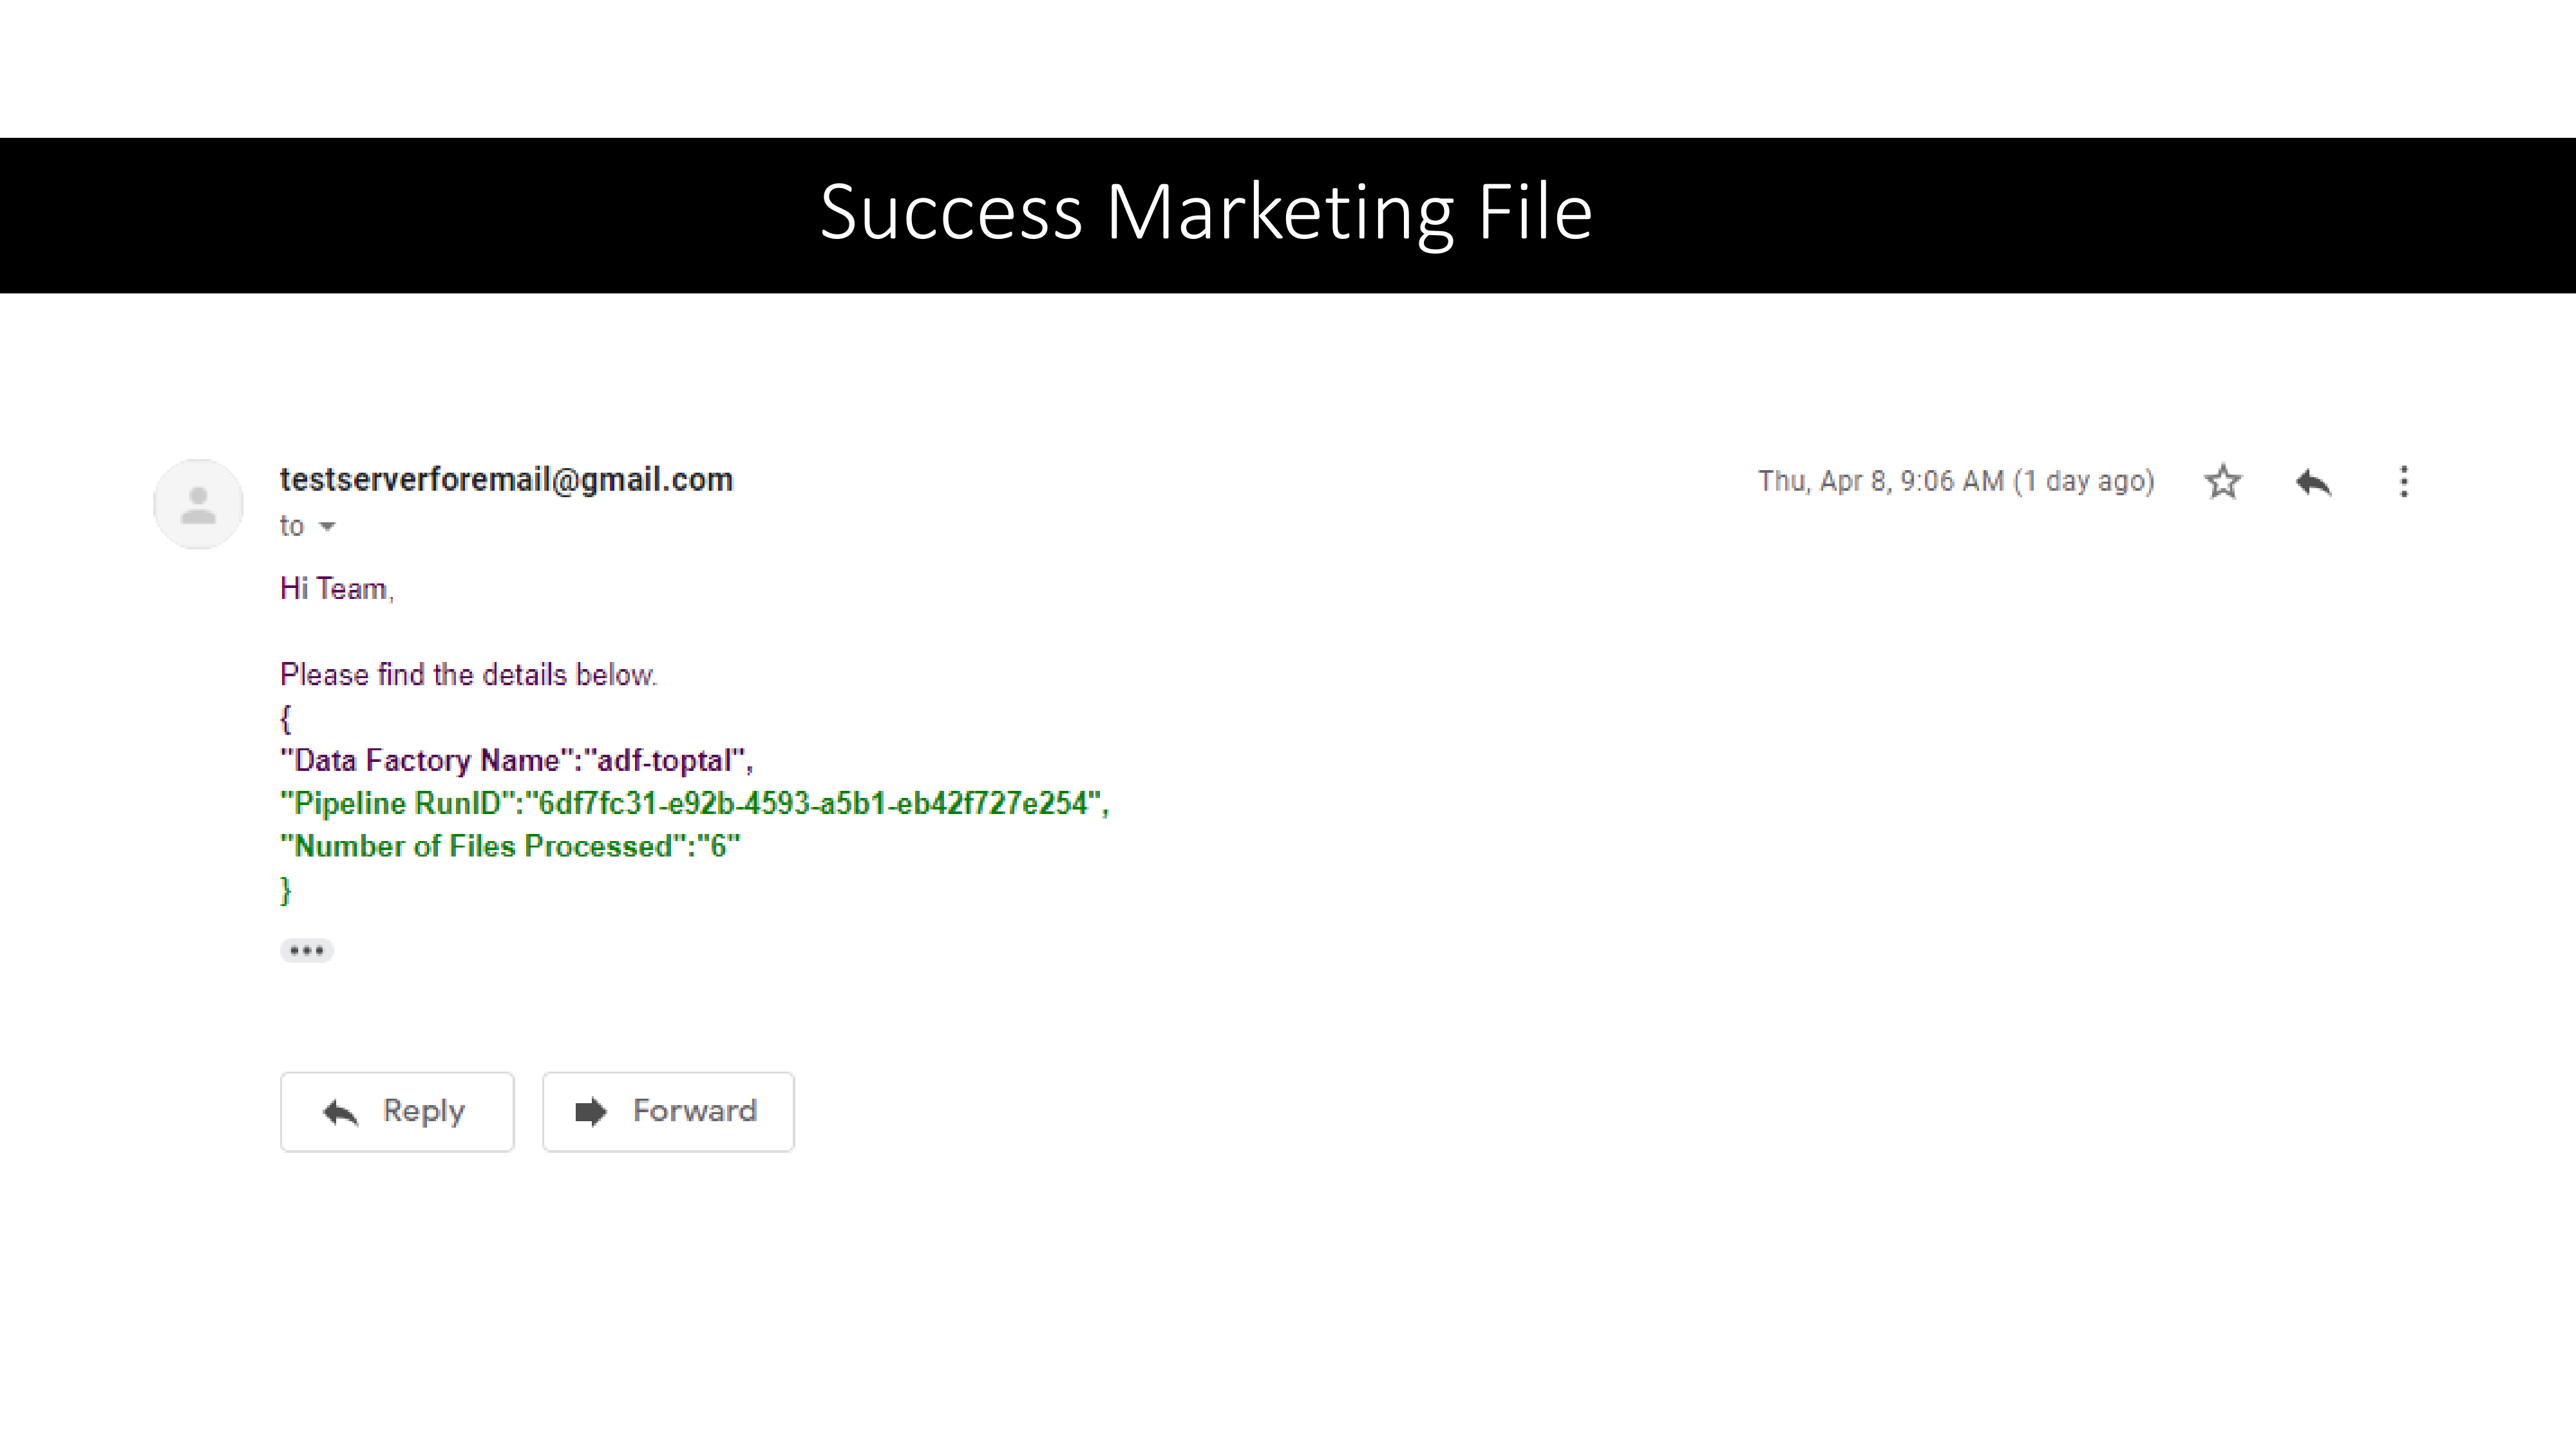 Success Marketing File
testserverforemail@gmail.com
Thu, Apr 8, 9:06 AM (1 day ago)
to
Hi Team,
Please find the details below.
{
"Data Factory Name":"adf-toptal",
"Pipeline RunID":"6df7fc31-e92b-4593-a5b1-eb42f727e254",
"Number of Files Processed":"6"
}
Reply
Forward